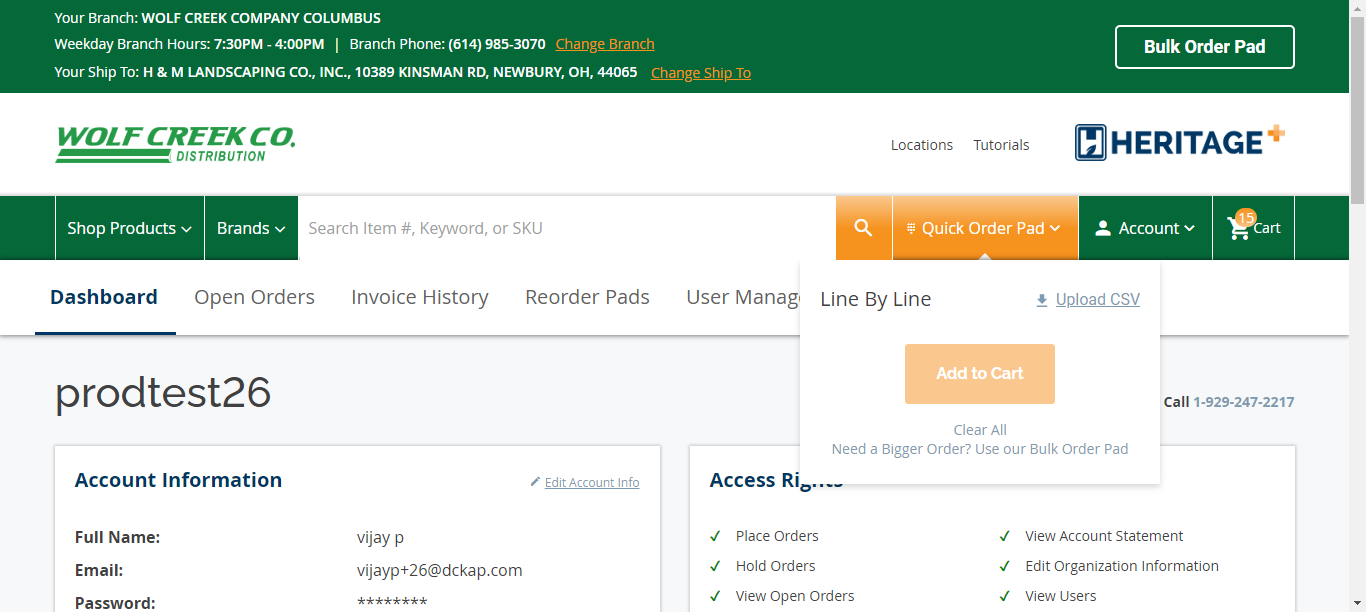 Your Branch: WOLF CREEK COMPANY COLUMBUS
Weekday Branch Hours: 7:30PM - 4:00PM | Branch Phone: (614) 985-3070 Change Branch
Your Ship To: H & M LANDSCAPING CO., INC., 10389 KINSMAN RD, NEWBURY, OH, 44065 Change Ship To
Bulk Order Pad
WOLF CREEK CO.
DISTRIBUTION
Locations Tutorials
HERITAGE+
Shop Products Brands Search Item #, Keyword, or SKU Quick Order Pad Account 15 Cart
Dashboard Open Orders Invoice History Reorder Pads User Manag
Line By Line Upload CSV
Add to Cart
Clear All
Need a Bigger Order? Use our Bulk Order Pad
prodtest26
Call 1-929-247-2217
Account Information Edit Account Info
Full Name: vijay p
Email: vijayp+26@dckap.com
Password: ********
Access Rights
Place Orders View Account Statement
Hold Orders Edit Organization Information
View Open Orders View Users